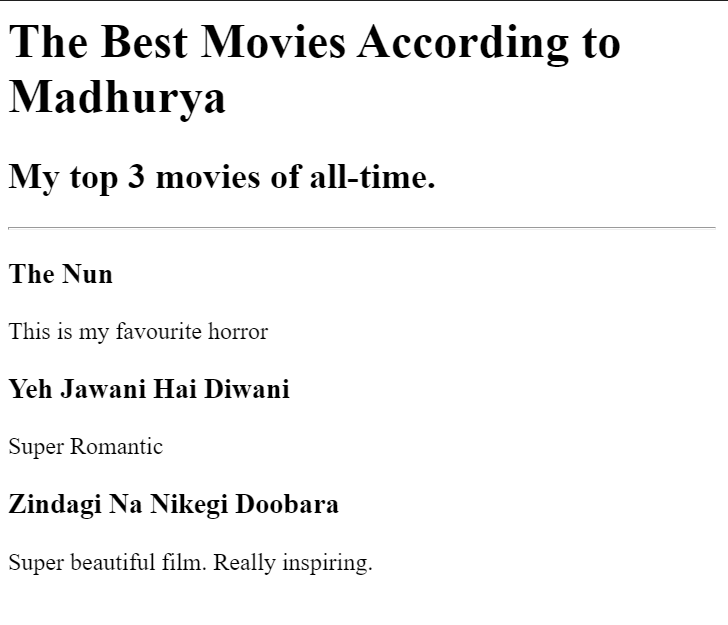 The Best Movies According to
Madhurya
My top 3 movies of all-time.
The Nun
This is my favourite horror
Yeh Jawani Hai Diwani
Super Romantic
Zindagi Na Nikegi Doobara
Super beautiful film. Really inspiring.